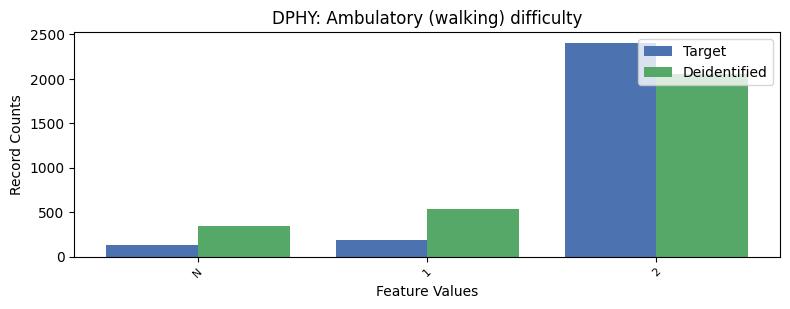 DPHY: Ambulatory (walking) difficulty
Target
Deidentified
Record Counts
2500
2000
1500
1000
500
0
N
1
2
Feature Values